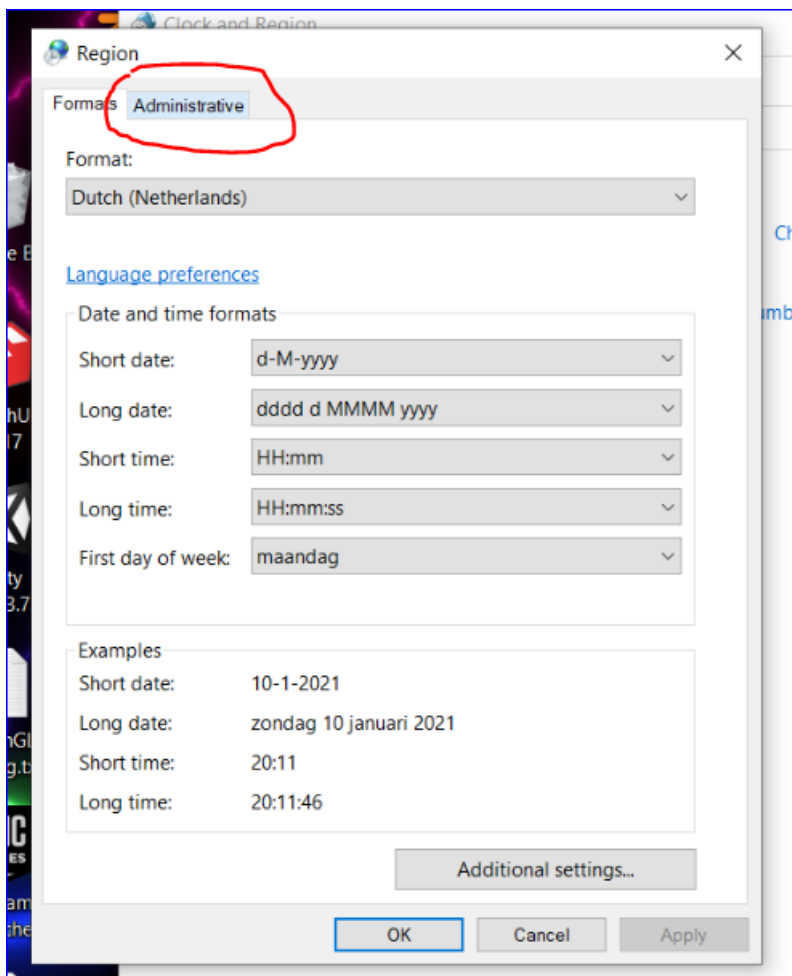 Clock and Region
Region
Formats Administrative
Format:
Dutch (Netherlands)
Language preferences
Date and time formats
Short date: d-M-yyyy
Long date: dddd d MMMM yyyy
Short time: HH:mm
Long time: HH:mm:ss
First day of week: maandag
Examples
Short date: 10-1-2021
Long date: zondag 10 januari 2021
Short time: 20:11
Long time: 20:11:46
Additional settings...
OK Cancel Apply